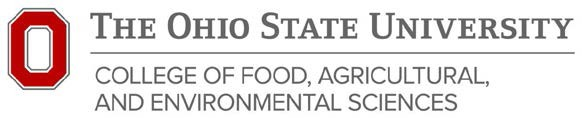 THE OHIO STATE UNIVERSITY
COLLEGE OF FOOD, AGRICULTURAL,
AND ENVIRONMENTAL SCIENCES